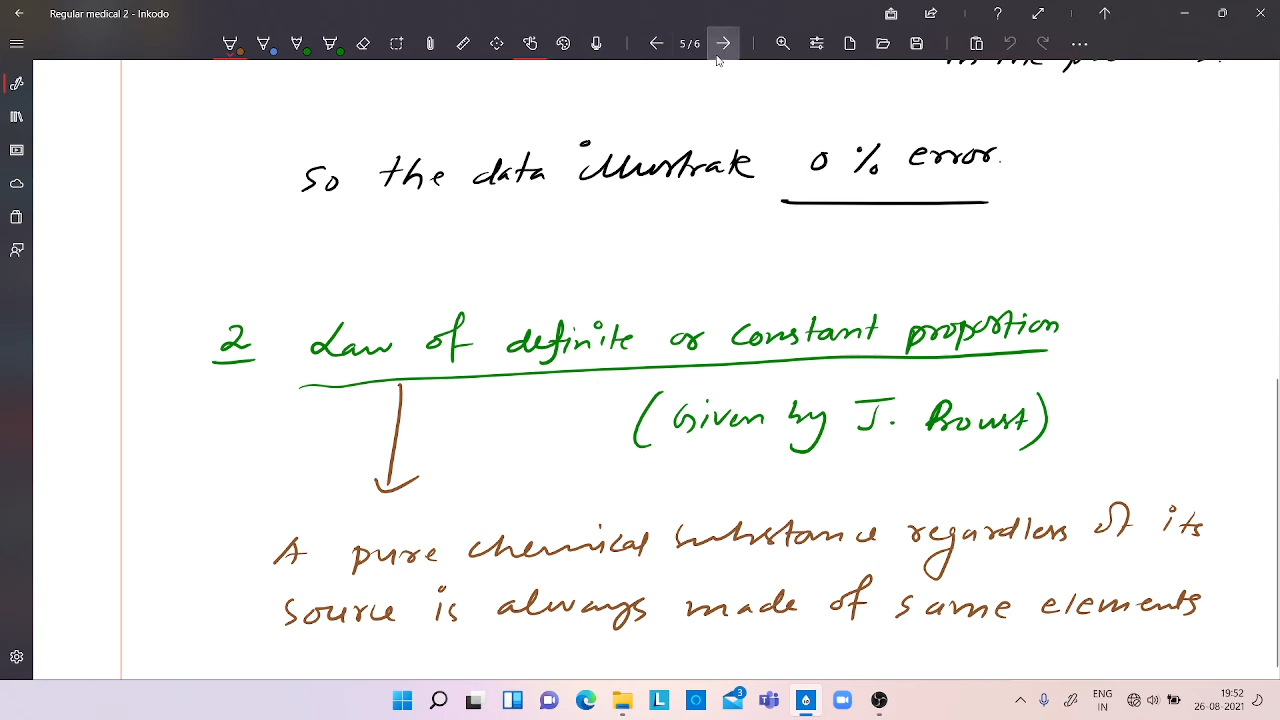 Regular medical 2 - Inkodo
5/6
So the data illustrate 0 % error.
2 Law of definite or constant proportion
(Given by J. Proust)
A pure chemical substance regardless of its
source is always made of same elements
3
ENG
IN
19:52
26-08-2021